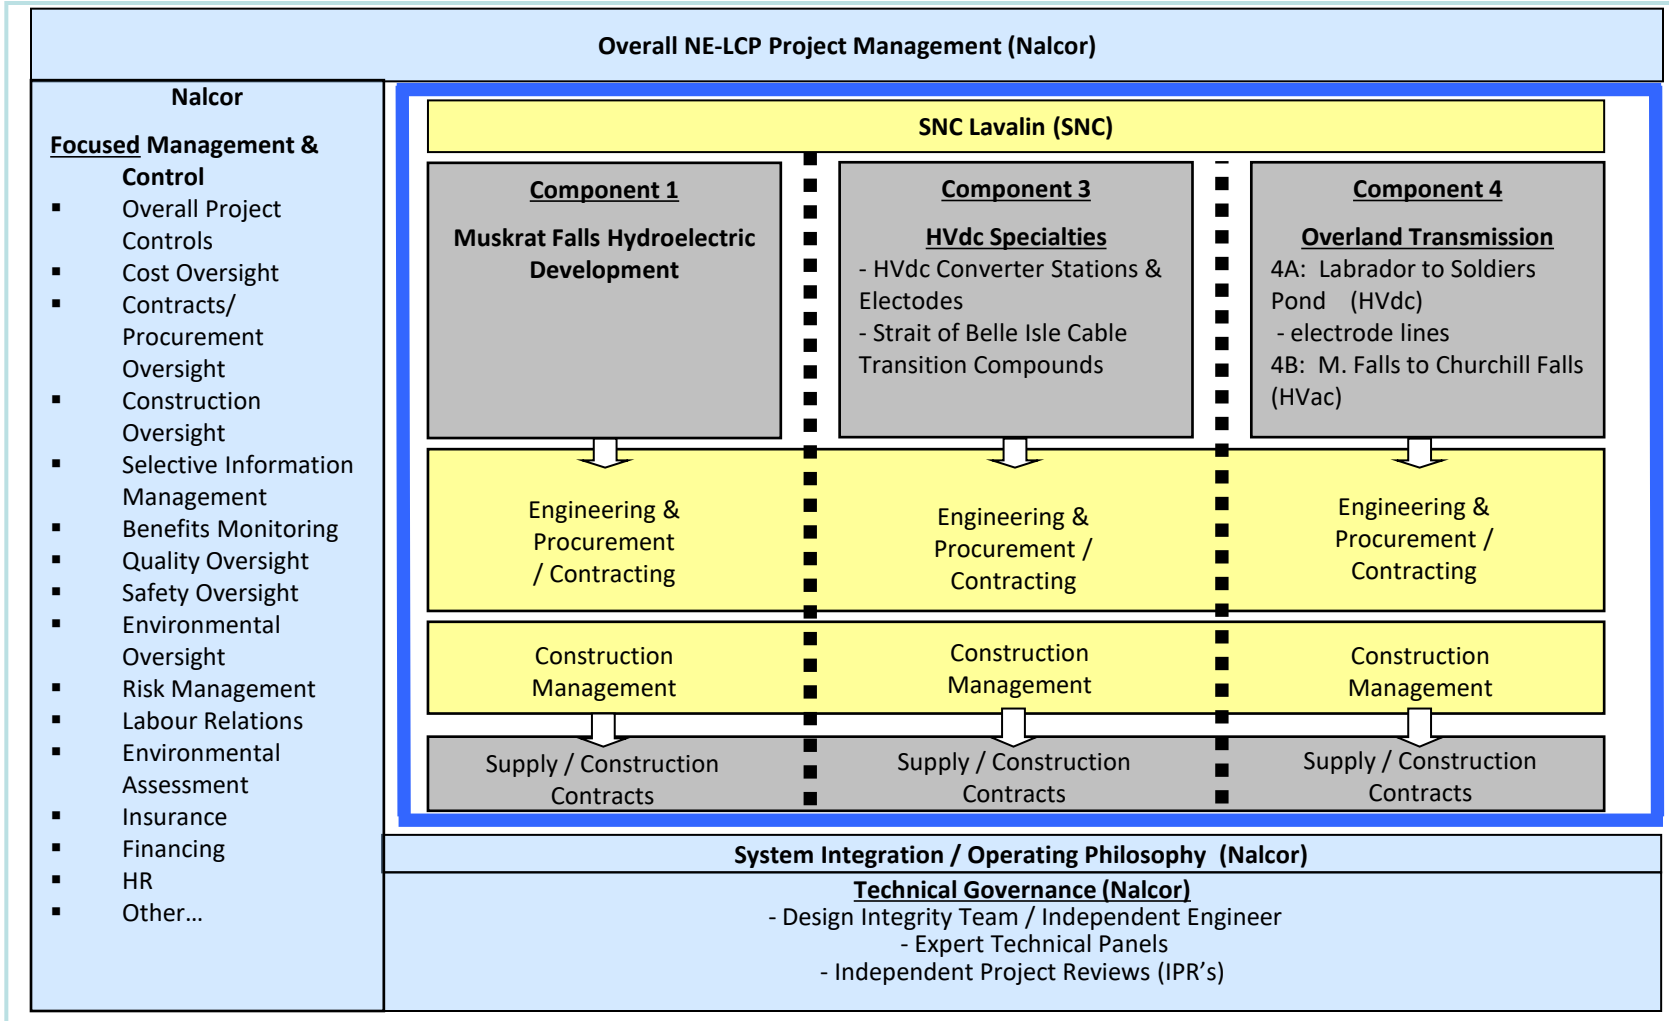 Overall NE-LCP Project Management (Nalcor)
Nalcor
Focused Management &
Control
▪ Overall Project
Controls
▪ Cost Oversight
▪ Contracts/
Procurement
Oversight
▪ Construction
Oversight
▪ Selective Information
Management
▪ Benefits Monitoring
▪ Quality Oversight
▪ Safety Oversight
▪ Environmental
Oversight
▪ Risk Management
▪ Labour Relations
▪ Environmental
Assessment
▪ Insurance
▪ Financing
▪ HR
▪ Other…
SNC Lavalin (SNC)
Component 1
Muskrat Falls Hydroelectric
Development
Component 3
HVdc Specialties
- HVdc Converter Stations &
Electodes
- Strait of Belle Isle Cable
Transition Compounds
Component 4
Overland Transmission
4A: Labrador to Soldiers
Pond (HVdc)
- electrode lines
4B: M. Falls to Churchill Falls
(HVac)
Engineering &
Procurement
/ Contracting
Engineering &
Procurement /
Contracting
Engineering &
Procurement /
Contracting
Construction
Management
Construction
Management
Construction
Management
Supply / Construction
Contracts
Supply / Construction
Contracts
Supply / Construction
Contracts
System Integration / Operating Philosophy (Nalcor)
Technical Governance (Nalcor)
- Design Integrity Team / Independent Engineer
- Expert Technical Panels
- Independent Project Reviews (IPR's)